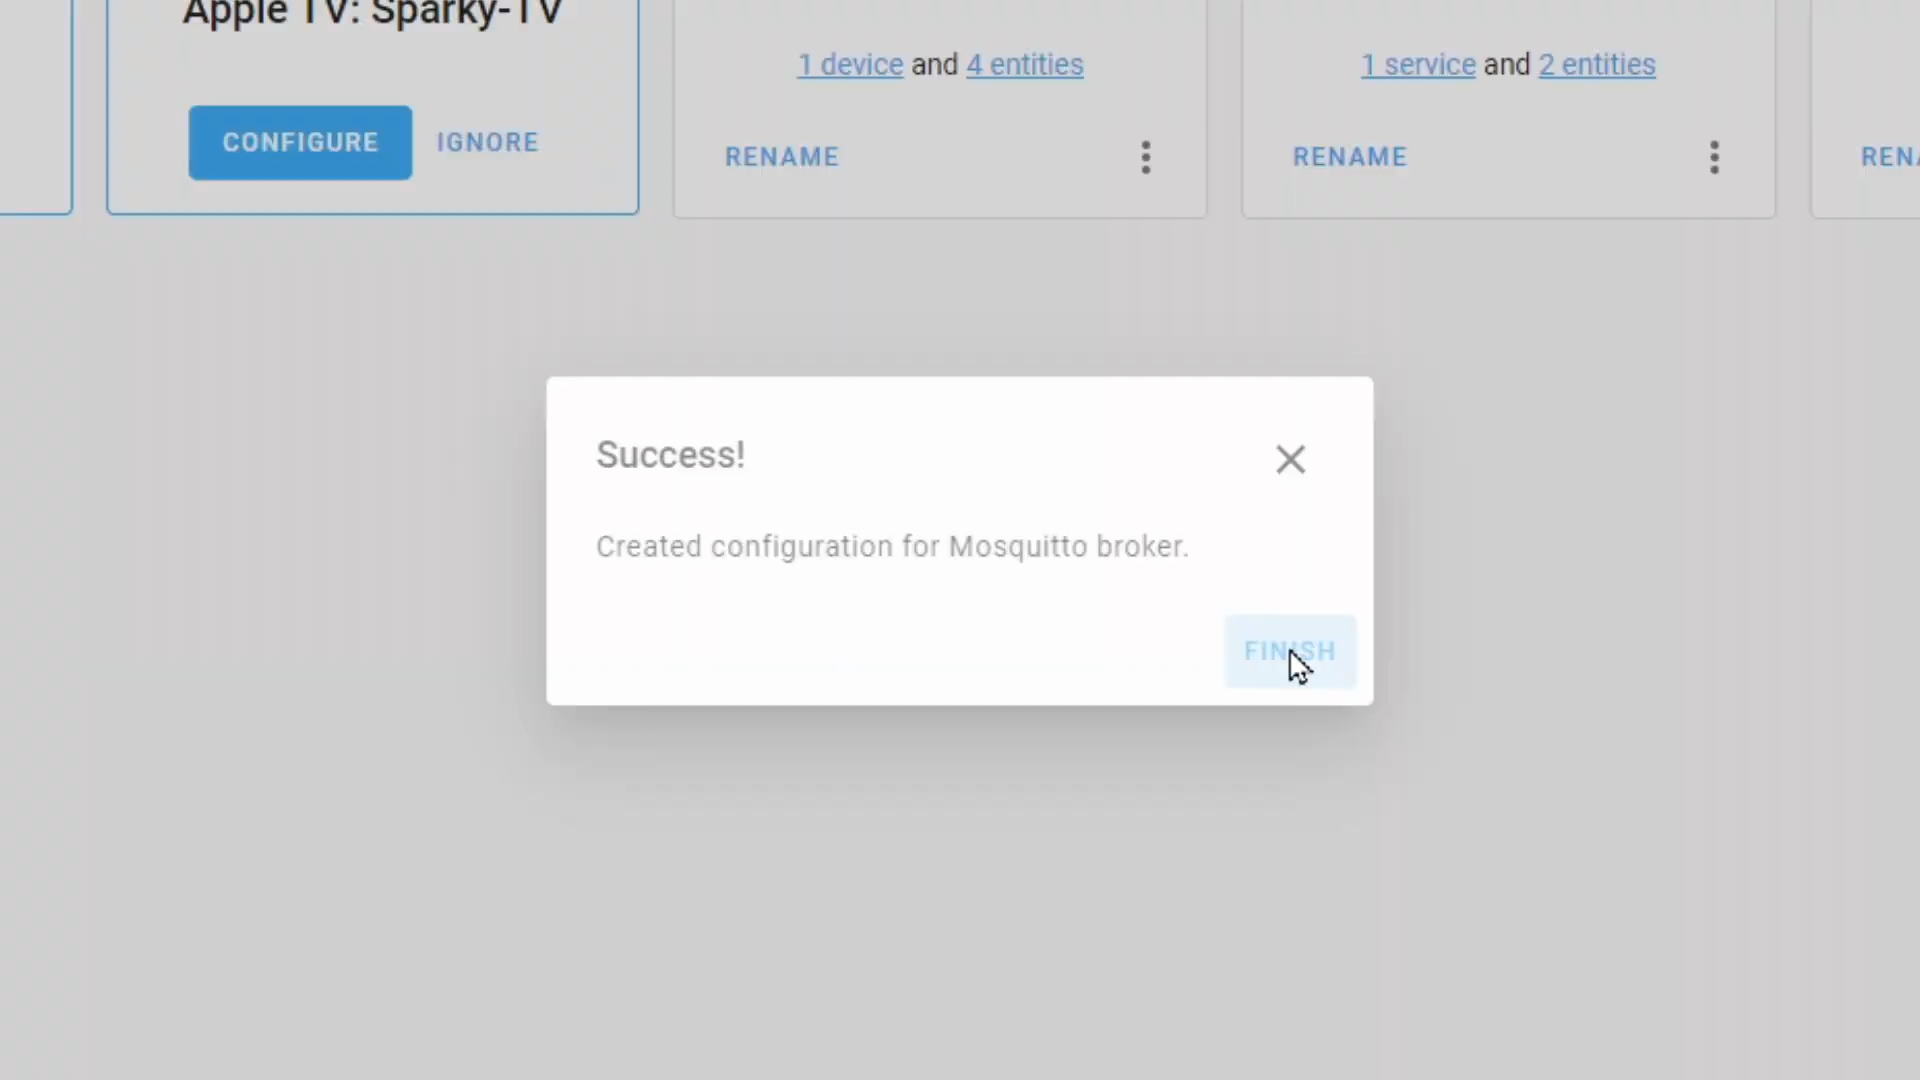 Apple TV: Sparky-TV
1 device and 4 entities
1 service and 2 entities
CONFIGURE
IGNORE
RENAME
RENAME
Success!
Created configuration for Mosquitto broker.
FINISH